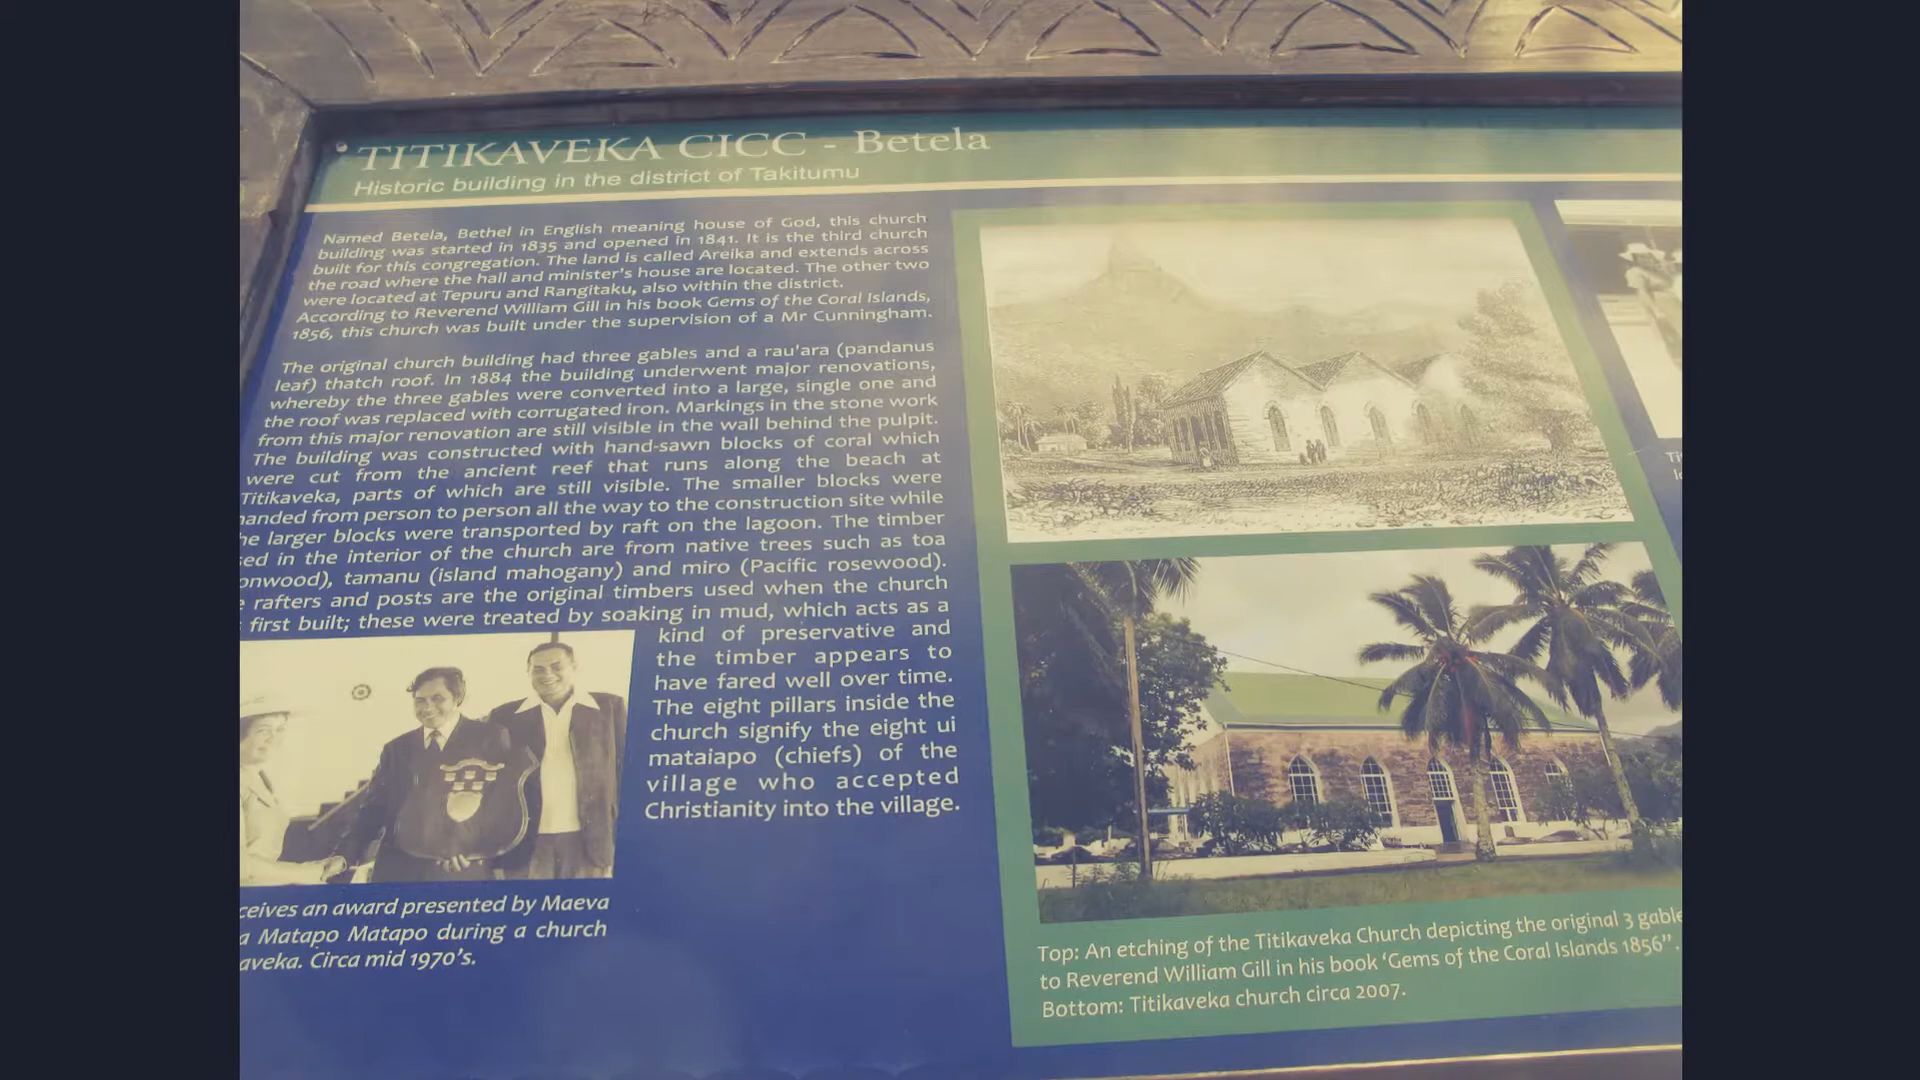 TITIKAVEKA CICC - Betela
Historic building in the district of Takitumu
Named Betela, Bethel in English meaning house of God, this church
building was started in 1835 and opened in 1841. It is the third church
built for this congregation. The land is called Areika and extends across
the road where the hall and minister's house are located. The other two
were located at Tepuru and Rangitaku, also within the district.
According to Reverend William Gill in his book Gems of the Coral Islands,
1856, this church was built under the supervision of a Mr Cunningham.
The original church building had three gables and a rau'ara (pandanus
leaf) thatch roof. In 1884 the building underwent major renovations,
whereby the three gables were converted into a large, single one and
the roof was replaced with corrugated iron. Markings in the stone work
from this major renovation are still visible in the wall behind the pulpit.
The building was constructed with hand-sawn blocks of coral which
were cut from the ancient reef that runs along the beach at
Titikaveka, parts of which are still visible. The smaller blocks were
handed from person to person all the way to the construction site while
he larger blocks were transported by raft on the lagoon. The timber
sed in the interior of the church are from native trees such as toa
onwood), tamanu (island mahogany) and miro (Pacific rosewood).
e rafters and posts are the original timbers used when the church
first built; these were treated by soaking in mud, which acts as a
kind of preservative and
the timber appears to
have fared well over time.
The eight pillars inside the
church signify the eight ui
mataiapo (chiefs) of the
village who accepted
Christianity into the village.
ceives an award presented by Maeva
a Matapo Matapo during a church
aveka. Circa mid 1970's.
Top: An etching of the Titikaveka Church depicting the original 3 gable
to Reverend William Gill in his book 'Gems of the Coral Islands 1856".
Bottom: Titikaveka church circa 2007.